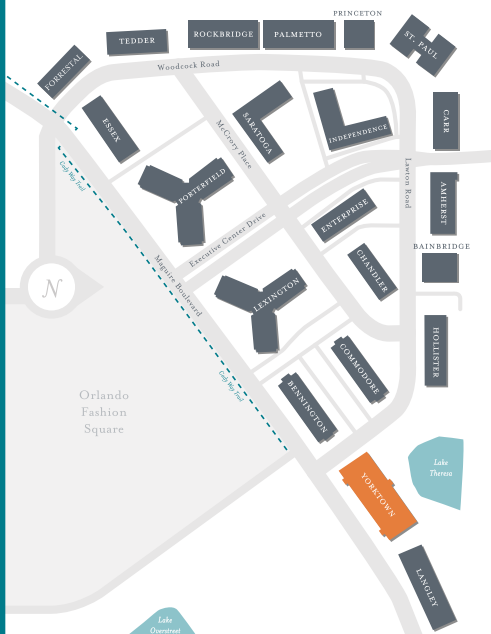 PRINCETON
TEDDER
ROCKBRIDGE
PALMETTO
ST. PAUL
FORRESTAL
Woodcock Road
ESSEX
McCrory Place
SARATOGA
INDEPENDENCE
CARR
Cady Way Trail
PORTERFIELD
Lawton Road
AMHERST
ENTERPRISE
Executive Center Drive
BAINBRIDGE
Maguire Boulevard
CHANDLER
N
LEXINGTON
HOLLISTER
COMMODORE
Cady Way Trail
BENNINGTON
Orlando
Fashion
Square
Lake
Theresa
YORKTOWN
LANGLEY
Lake
Overstreet